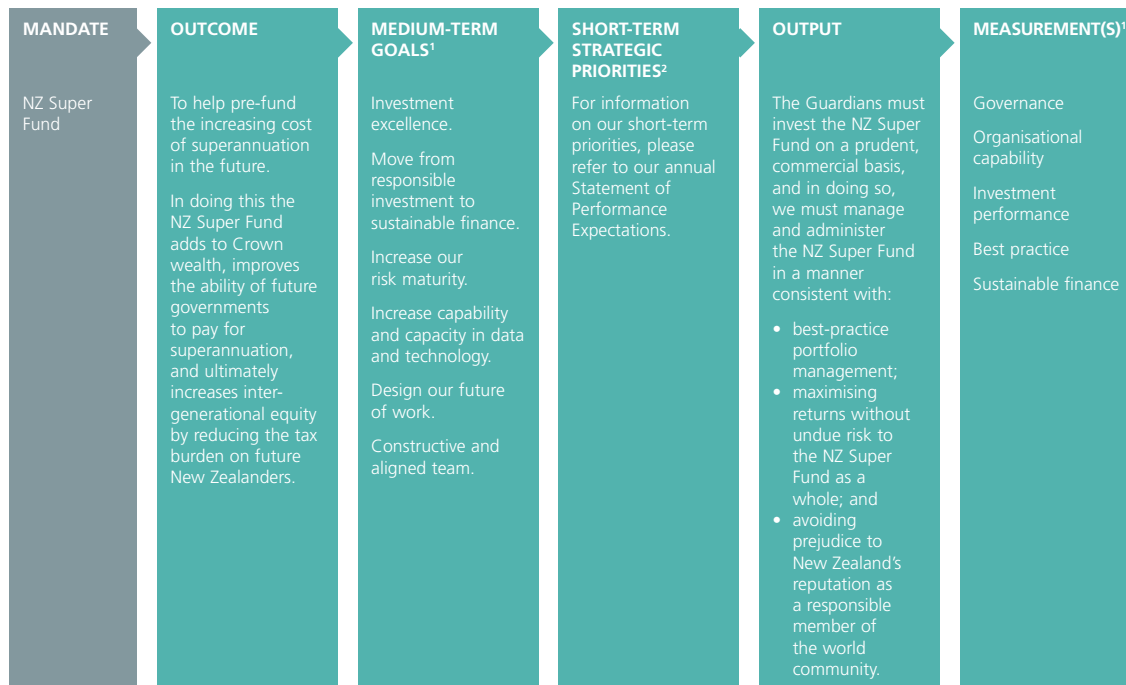 MANDATE
NZ Super
Fund
OUTCOME
To help pre-fund
the increasing cost
of superannuation
in the future.
In doing this the
NZ Super Fund
adds to Crown
wealth, improves
the ability of future
governments
to pay for
superannuation,
and ultimately
increases inter-
generational equity
by reducing the tax
burden on future
New Zealanders.
MEDIUM-TERM
GOALS¹
Investment
excellence.
Move from
responsible
investment to
sustainable finance.
Increase our
risk maturity.
Increase capability
and capacity in data
and technology.
Design our future
of work.
Constructive and
aligned team.
SHORT-TERM
STRATEGIC
PRIORITIES²
For information
on our short-term
priorities, please
refer to our annual
Statement of
Performance
Expectations.
OUTPUT
The Guardians must
invest the NZ Super
Fund on a prudent,
commercial basis,
and in doing so,
we must manage
and administer
the NZ Super Fund
in a manner
consistent with:
• best-practice
portfolio
management;
• maximising
returns without
undue risk to
the NZ Super
Fund as a
whole; and
• avoiding
prejudice to
New Zealand's
reputation as
a responsible
member of
the world
community.
MEASUREMENT(S)¹
Governance
Organisational
capability
Investment
performance
Best practice
Sustainable finance